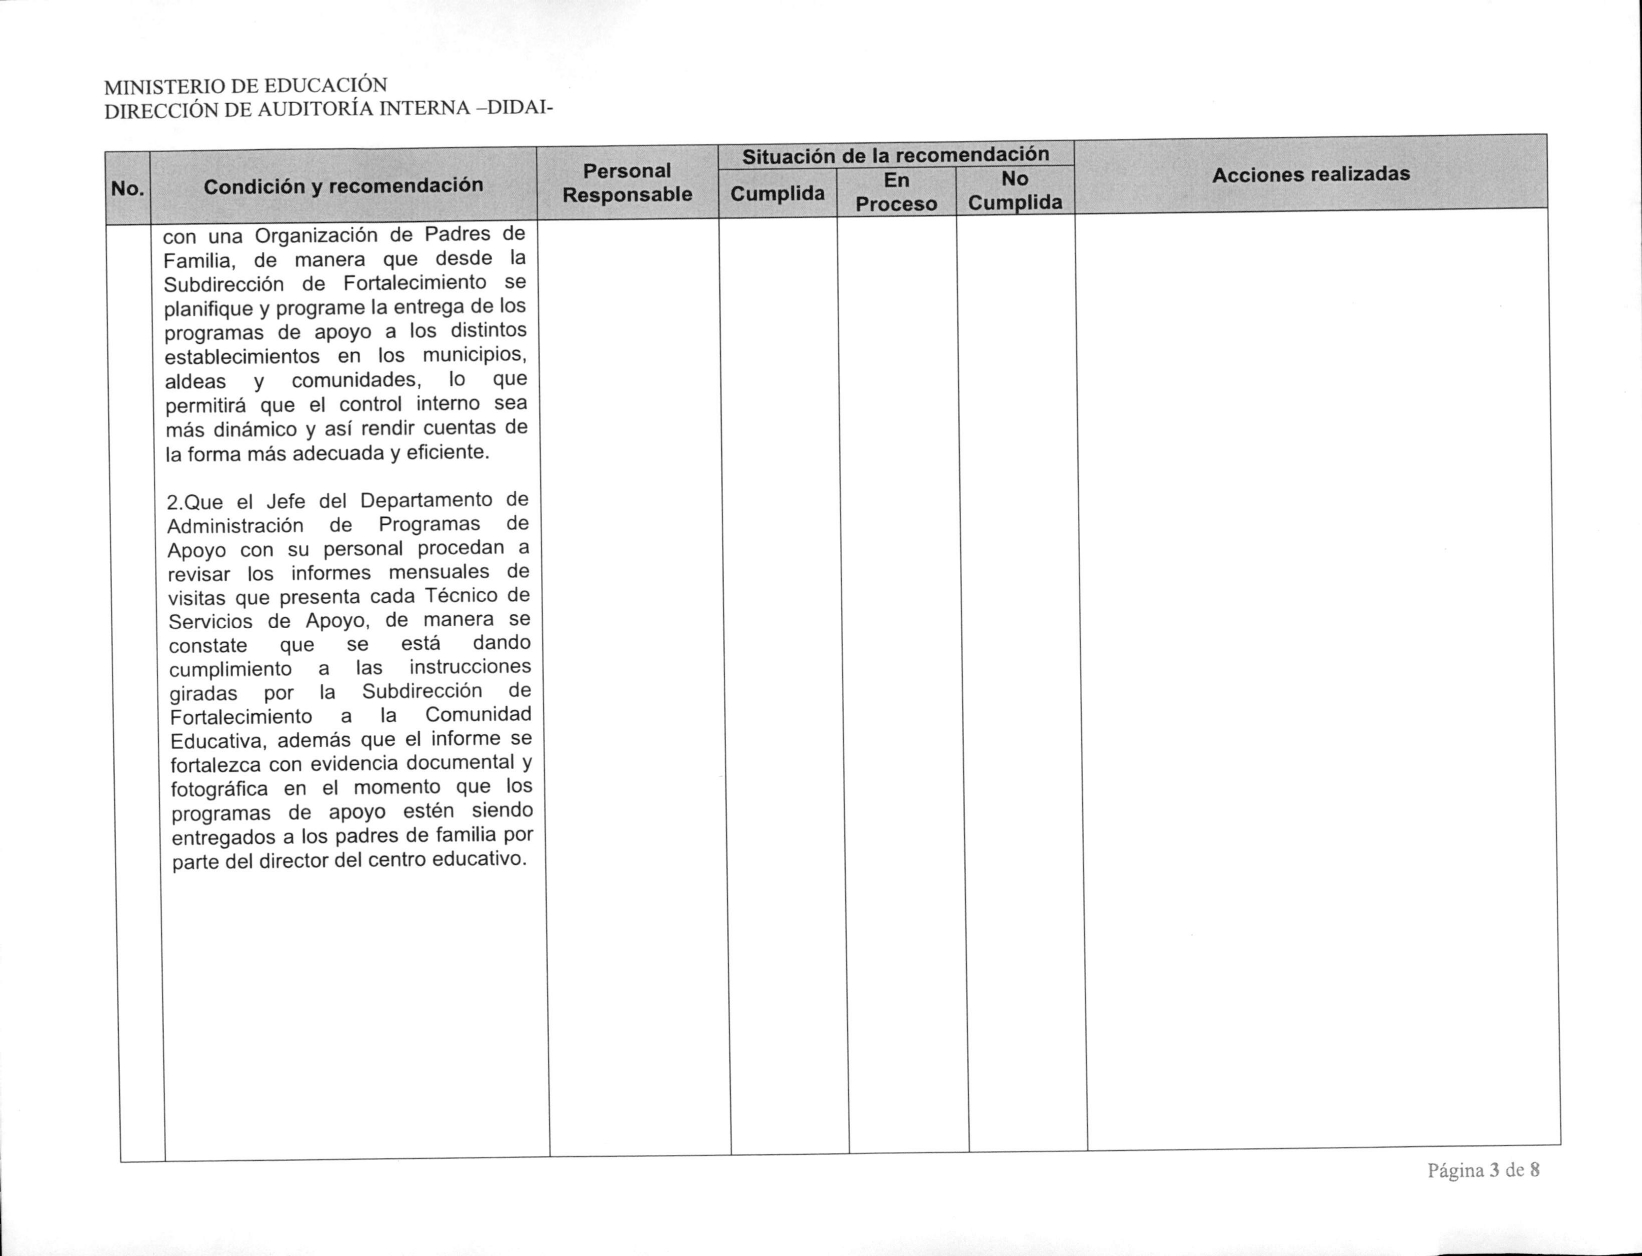 MINISTERIO DE EDUCACIÓN
DIRECCIÓN DE AUDITORÍA INTERNA –DIDAI-
No.
Condición y recomendación
Personal
Responsable
Situación de la recomendación
Cumplida
En
Proceso
No
Cumplida
Acciones realizadas
con una Organización de Padres de
Familia, de manera que desde la
Subdirección de Fortalecimiento se
planifique y programe la entrega de los
programas de apoyo a los distintos
establecimientos en los municipios,
aldeas y comunidades, lo que
permitirá que el control interno sea
más dinámico y así rendir cuentas de
la forma más adecuada y eficiente.
2.Que el Jefe del Departamento de
Administración de Programas de
Apoyo con su personal procedan a
revisar los informes mensuales de
visitas que presenta cada Técnico de
Servicios de Apoyo, de manera se
constate que se está dando
cumplimiento a las instrucciones
giradas por la Subdirección de
Fortalecimiento a la Comunidad
Educativa, además que el informe se
fortalezca con evidencia documental y
fotográfica en el momento que los
programas de apoyo estén siendo
entregados a los padres de familia por
parte del director del centro educativo.
Página 3 de 8